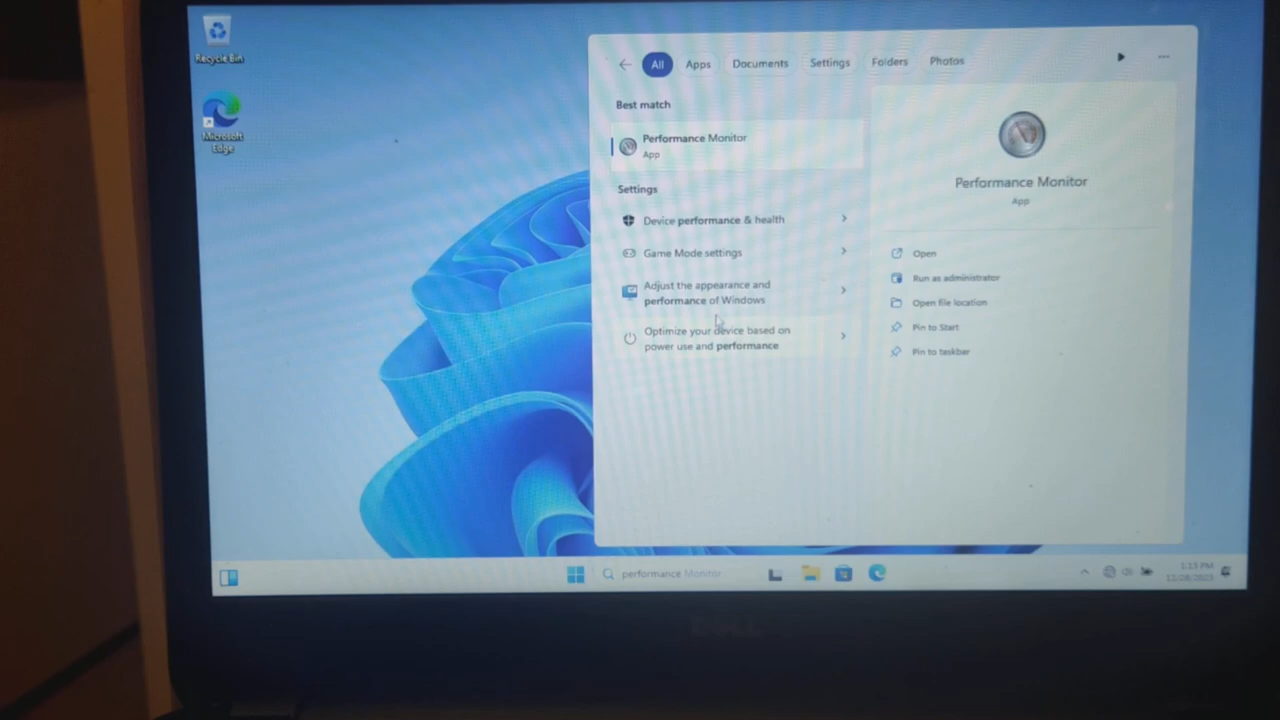 Recycle Bin
Microsoft
Edge
All
Apps
Documents
Settings
Folders
Photos
Best match
Performance Monitor
App
Settings
Device performance & health
Game Mode settings
Adjust the appearance and
performance of Windows
Optimize your device based on
power use and performance
Performance Monitor
App
Open
Run as administrator
Open file location
Pin to Start
Pin to taskbar
performance Monitor
1:13 PM
DELL